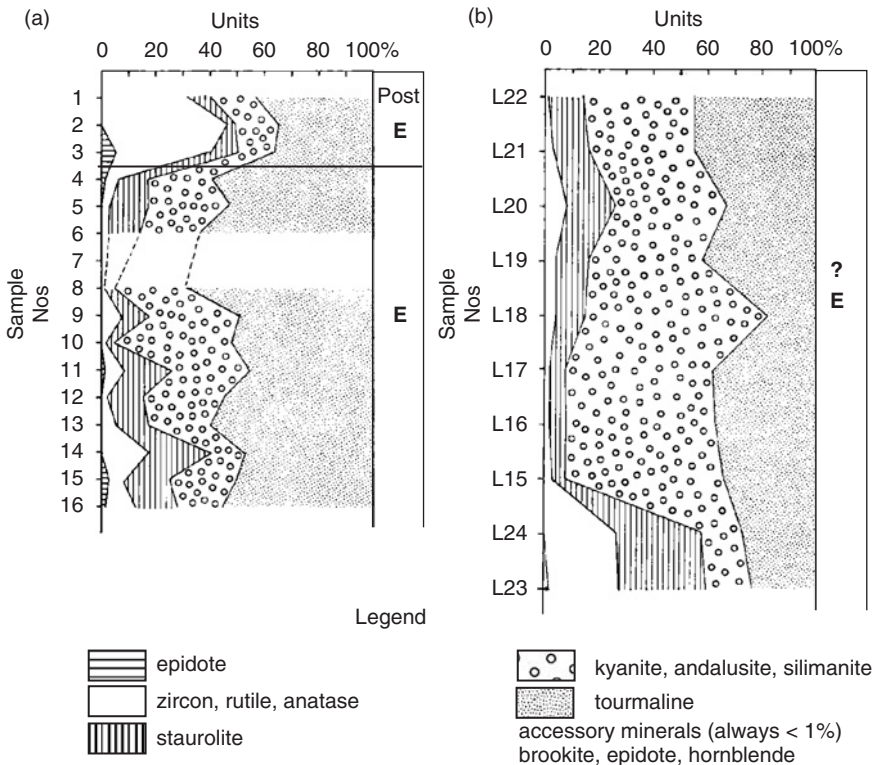 (a)
Units
0 20 40 60 80 100%
Sample
Nos
1
2
3
4
5
6
7
8
9
10
11
12
13
14
15
16
Post
E
E
(b)
Units
0 20 40 60 80 100%
Sample
Nos
L22
L21
L20
L19
L18
L17
L16
L15
L24
L23
?
E
Legend
epidote
zircon, rutile, anatase
staurolite
kyanite, andalusite, silimanite
tourmaline
accessory minerals (always < 1%)
brookite, epidote, hornblende